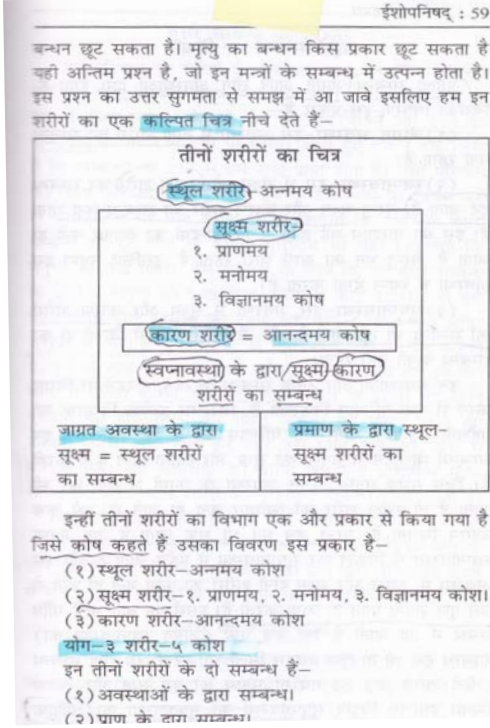 ईशोपनिषद् : 59
बन्धन छूट सकता है। मृत्यु का बन्धन किस प्रकार छूट सकता है
यही अन्तिम प्रश्न है, जो इन मन्त्रों के सम्बन्ध में उत्पन्न होता है।
इस प्रश्न का उत्तर सुगमता से समझ में आ जावे इसलिए हम इन
शरीरों का एक कल्पित चित्र नीचे देते हैं–
तीनों शरीरों का चित्र
स्थूल शरीर–अन्नमय कोष
सूक्ष्म शरीर–
१. प्राणमय
२. मनोमय
३. विज्ञानमय कोष
कारण शरीर = आनन्दमय कोष
स्वप्नावस्था के द्वारा सूक्ष्म–कारण
शरीरों का सम्बन्ध
जाग्रत अवस्था के द्वारा
सूक्ष्म = स्थूल शरीरों
का सम्बन्ध
प्रमाण के द्वारा स्थूल–
सूक्ष्म शरीरों का
सम्बन्ध
इन्हीं तीनों शरीरों का विभाग एक और प्रकार से किया गया है
जिसे कोष कहते हैं उसका विवरण इस प्रकार है–
(१) स्थूल शरीर–अन्नमय कोश
(२) सूक्ष्म शरीर–१. प्राणमय, २. मनोमय, ३. विज्ञानमय कोश।
(३) कारण शरीर–आनन्दमय कोश
योग–३ शरीर–५ कोश
इन तीनों शरीरों के दो सम्बन्ध हैं–
(१) अवस्थाओं के द्वारा सम्बन्ध।
(२) प्राण के द्वारा सम्बन्ध।